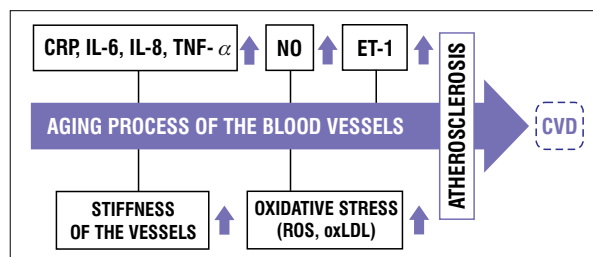 CRP, IL-6, IL-8, TNF- α
NO
ET-1
AGING PROCESS OF THE BLOOD VESSELS
ATHEROSCLEROSIS
CVD
STIFFNESS
OF THE VESSELS
OXIDATIVE STRESS
(ROS, oxLDL)